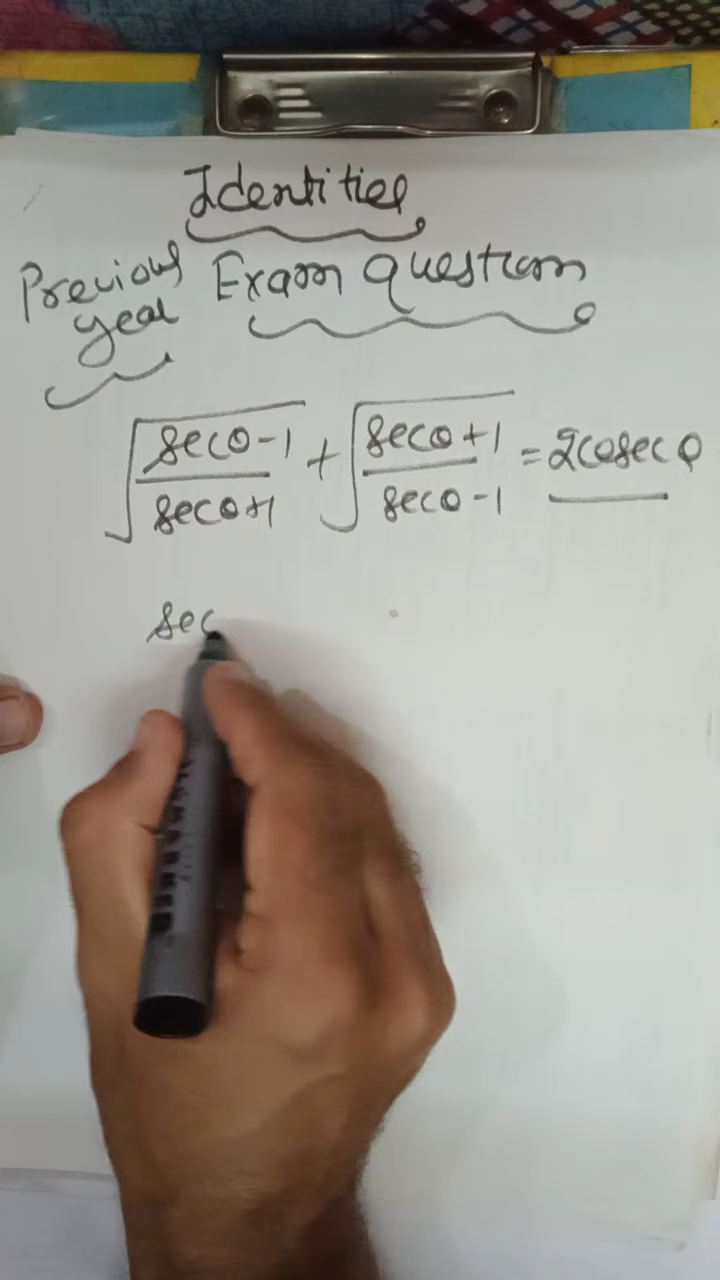 Identities
Previous year Exam question
√(secθ-1/secθ+1) + √(secθ+1/secθ-1) = 2cosecθ
sec